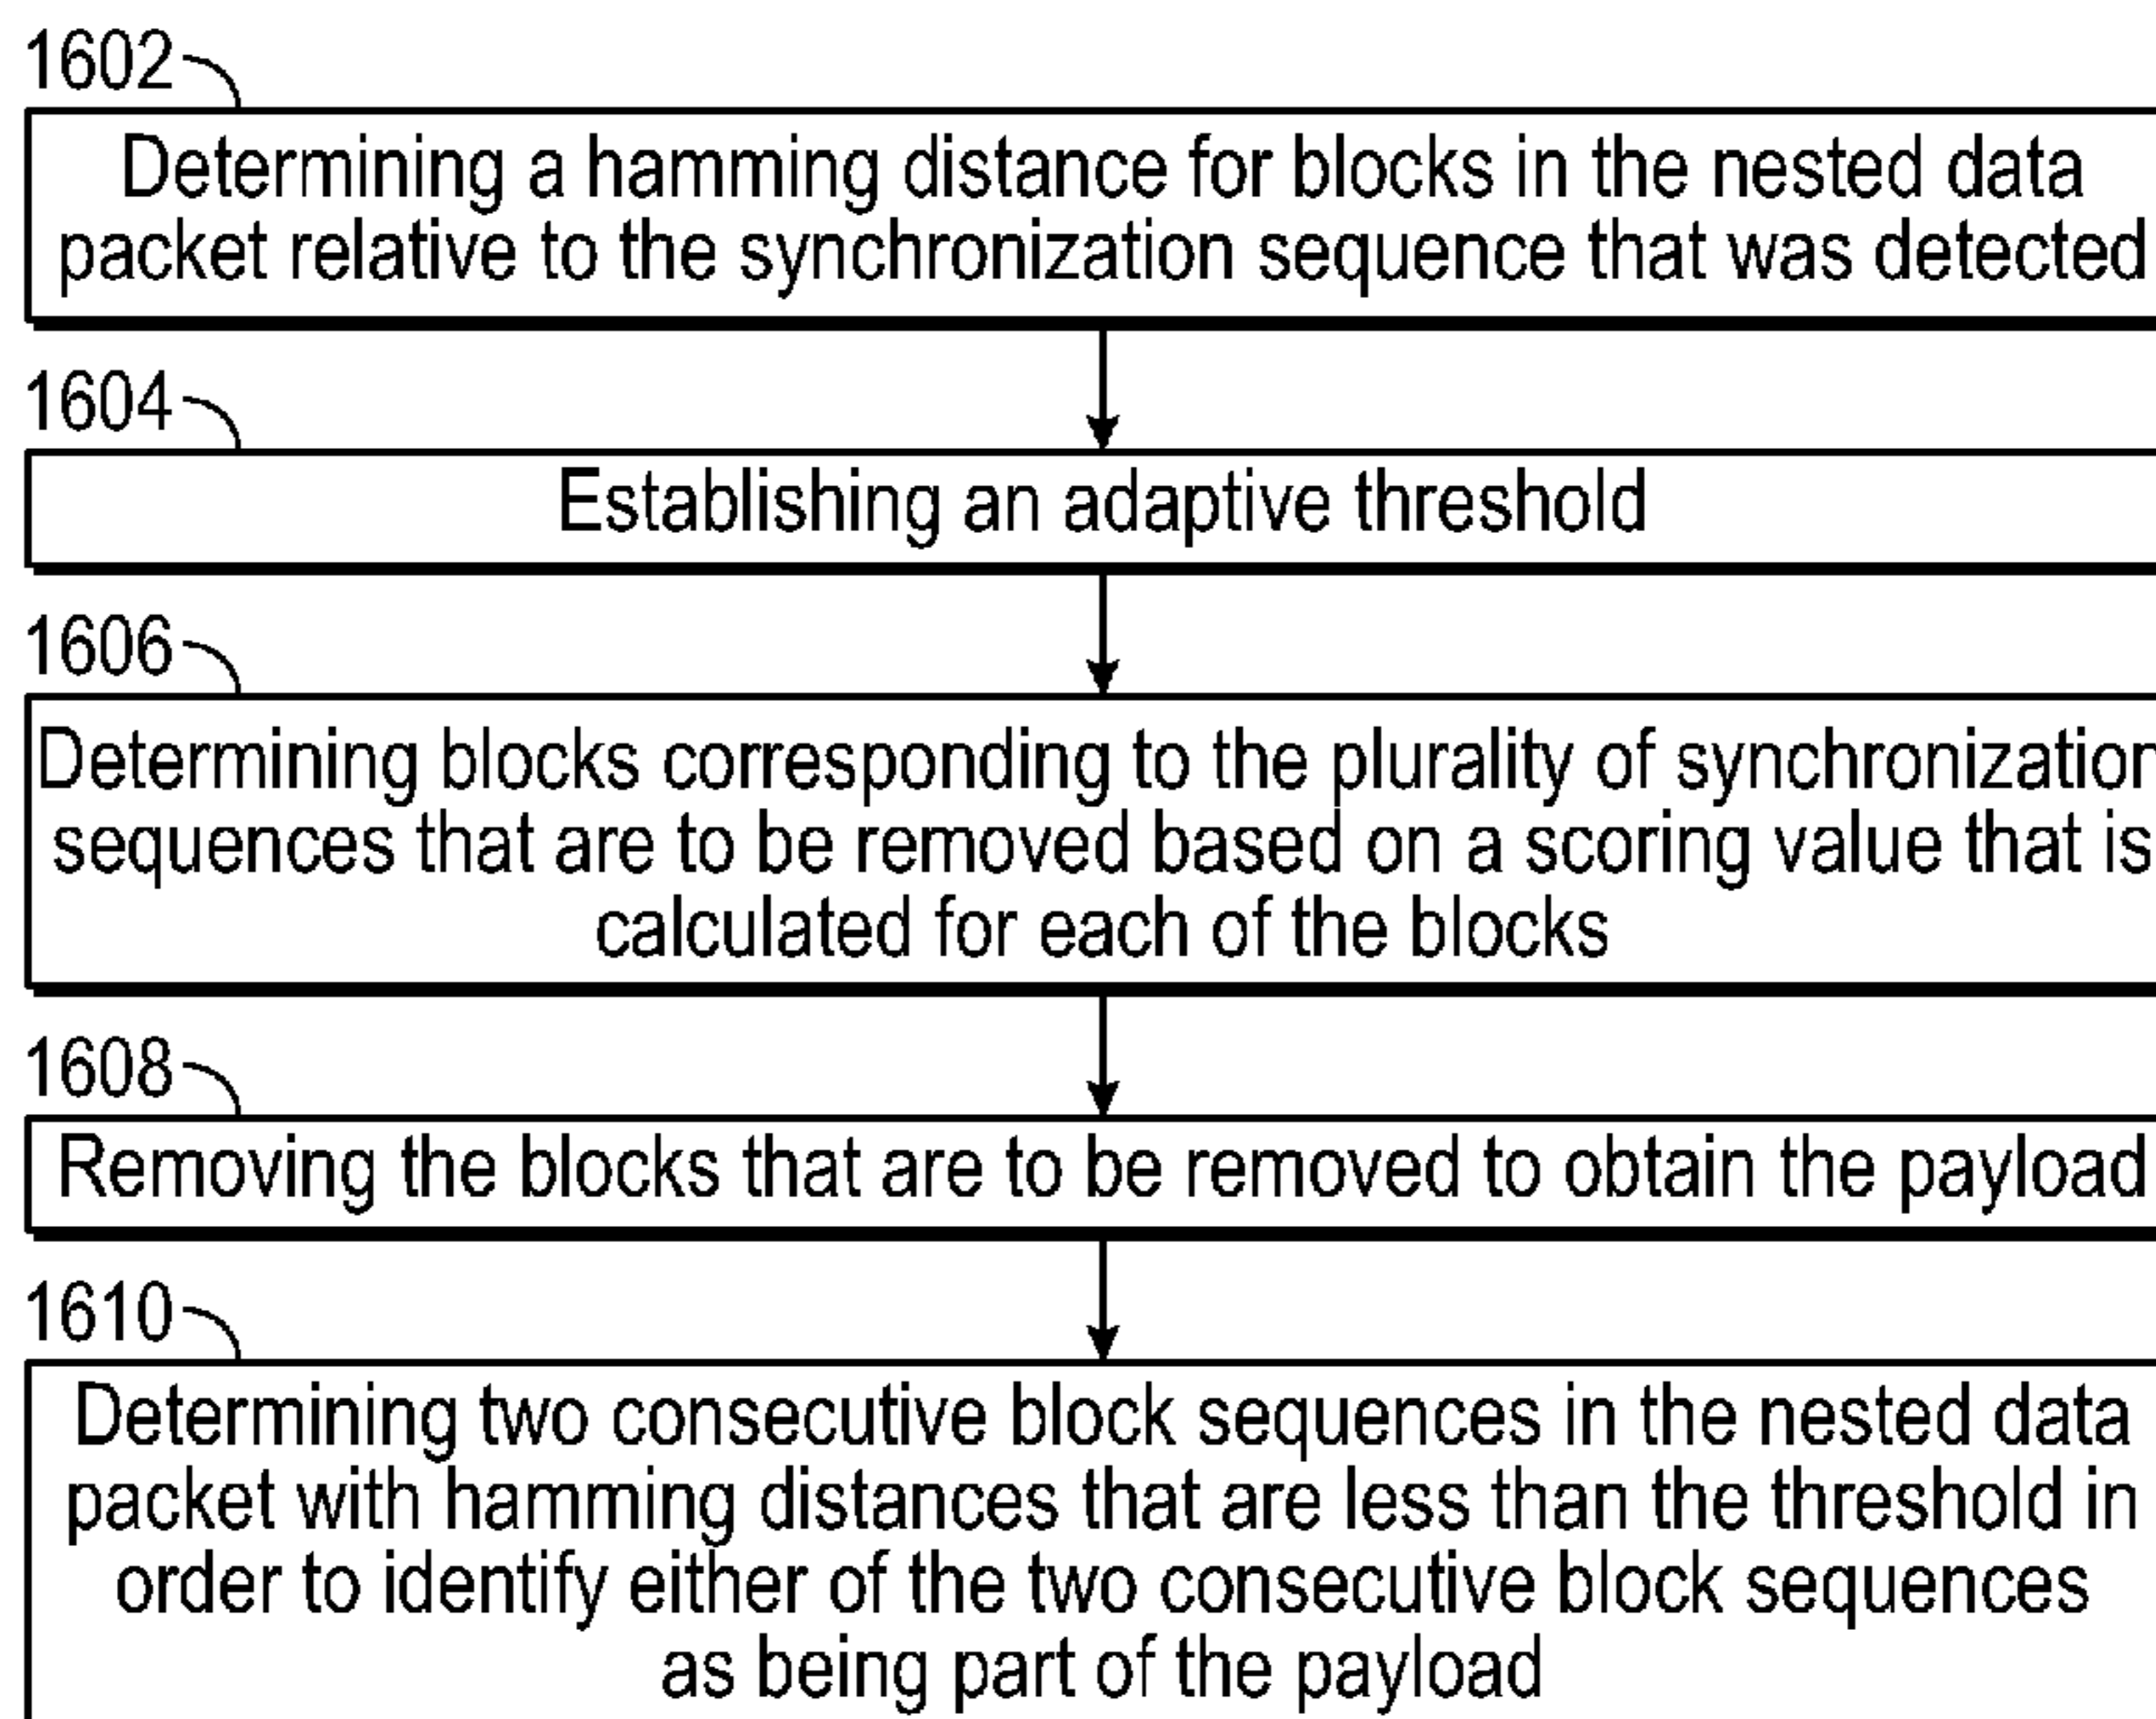 1602
Determining a hamming distance for blocks in the nested data
packet relative to the synchronization sequence that was detected
1604
Establishing an adaptive threshold
1606
Determining blocks corresponding to the plurality of synchronization
sequences that are to be removed based on a scoring value that is
calculated for each of the blocks
1608
Removing the blocks that are to be removed to obtain the payload
1610
Determining two consecutive block sequences in the nested data
packet with hamming distances that are less than the threshold in
order to identify either of the two consecutive block sequences
as being part of the payload